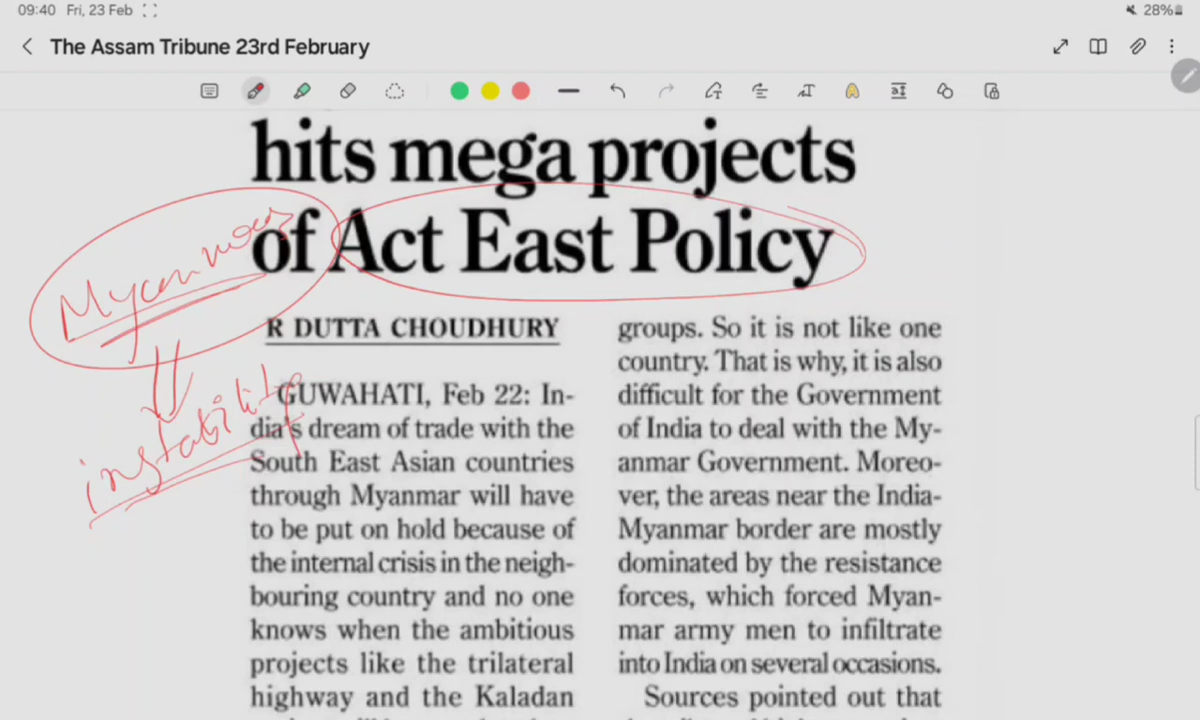 09:40 Fri, 23 Feb
28%
The Assam Tribune 23rd February
hits mega projects
of Act East Policy
Myanmar
instability
R DUTTA CHOUDHURY
GUWAHATI, Feb 22: In-
dia's dream of trade with the
South East Asian countries
through Myanmar will have
to be put on hold because of
the internal crisis in the neigh-
bouring country and no one
knows when the ambitious
projects like the trilateral
highway and the Kaladan
groups. So it is not like one
country. That is why, it is also
difficult for the Government
of India to deal with the My-
anmar Government. Moreo-
ver, the areas near the India-
Myanmar border are mostly
dominated by the resistance
forces, which forced Myan-
mar army men to infiltrate
into India on several occasions.
Sources pointed out that